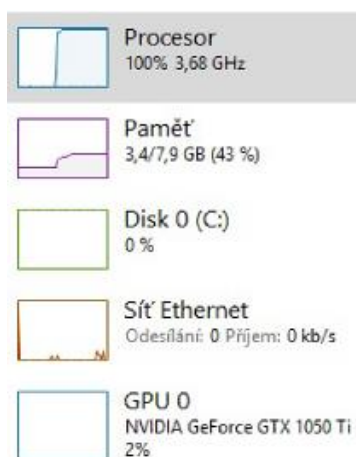 Procesor
100% 3,68 GHz
Paměť
3,4/7,9 GB (43 %)
Disk 0 (C:)
0 %
Síť Ethernet
Odesílání: 0 Příjem: 0 kb/s
GPU 0
NVIDIA GeForce GTX 1050 Ti
2%